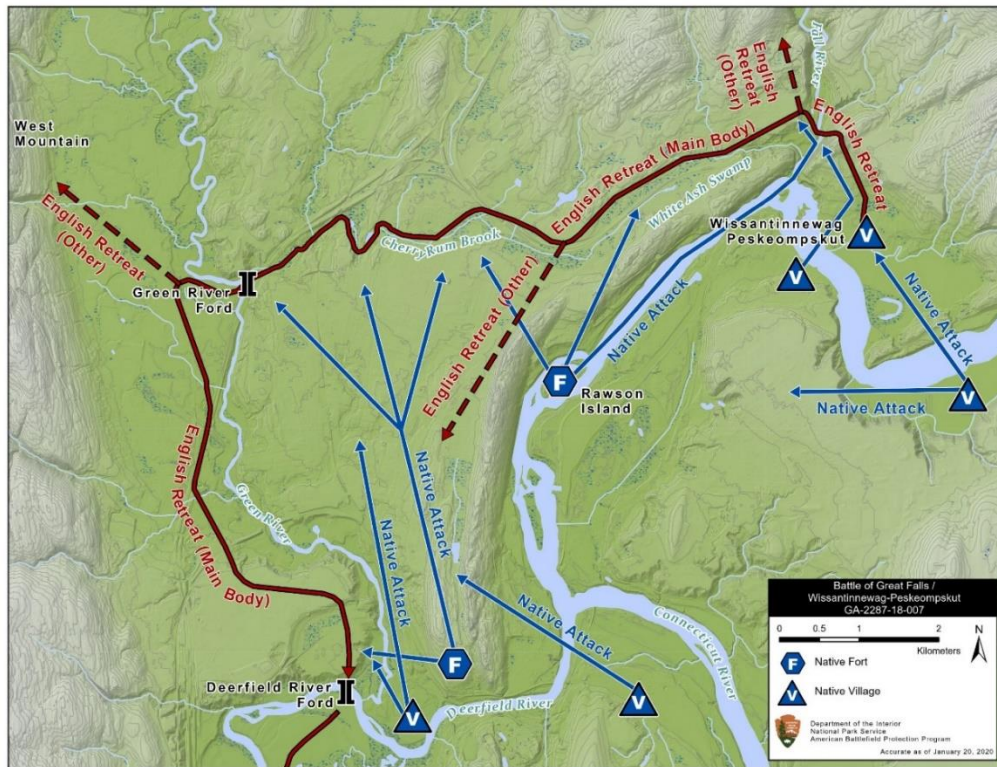 Fall River
English
Retreat
(Other)
English Retreat
West
Mountain
English Retreat (Main Body)
White Ash Swamp
Wissantinnewag
Peskeompskut
V
V
English Retreat
(Other)
Cherry Rum Brook
Green River
Ford
English Retreat (Other)
Native Attack
Native Attack
F
Rawson
Island
V
Native Attack
English Retreat (Main Body)
Green River
Native Attack
Native Attack
Native Attack
Connecticut River
F
Deerfield River
Ford
V
Deerfield River
V
Battle of Great Falls /
Wissantinnewag-Peskeompskut
GA-2287-18-007
0 0.5 1 2
Kilometers
N
F Native Fort
V Native Village
Department of the Interior
National Park Service
American Battlefield Protection Program
Accurate as of January 20, 2020